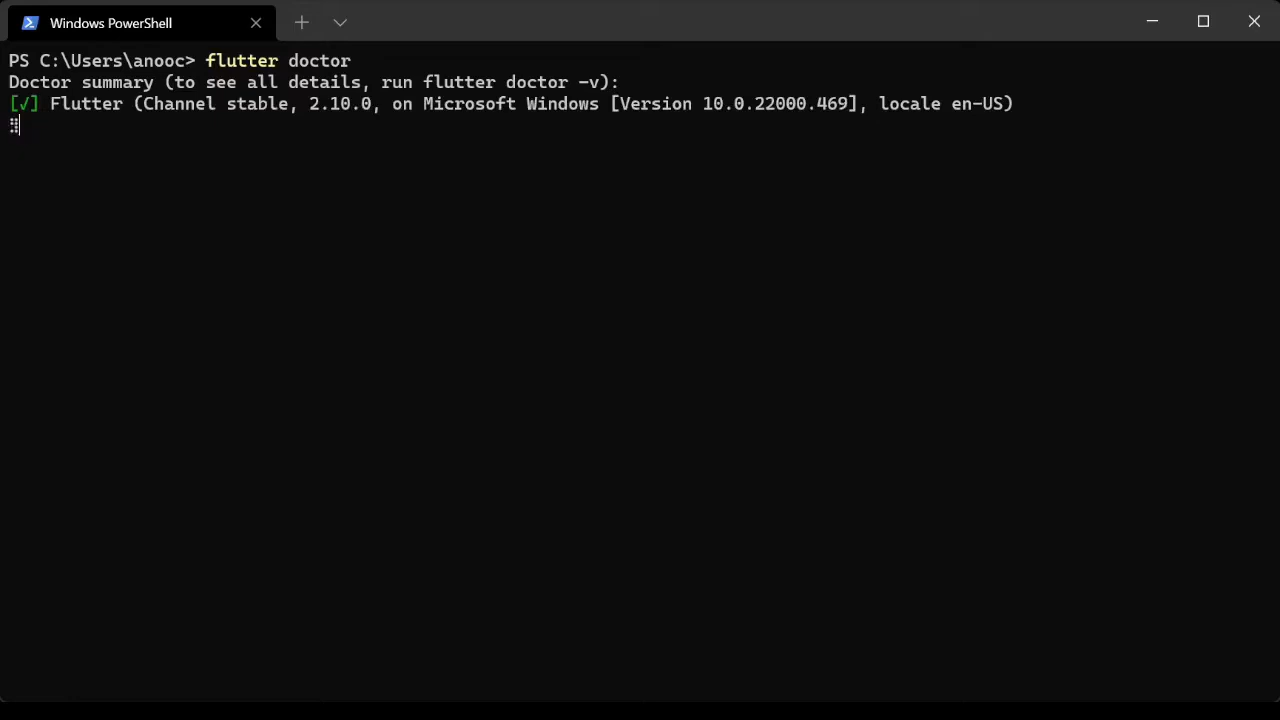 Windows PowerShell
PS C:\Users\anooc> flutter doctor
Doctor summary (to see all details, run flutter doctor -v):
[√] Flutter (Channel stable, 2.10.0, on Microsoft Windows [Version 10.0.22000.469], locale en-US)